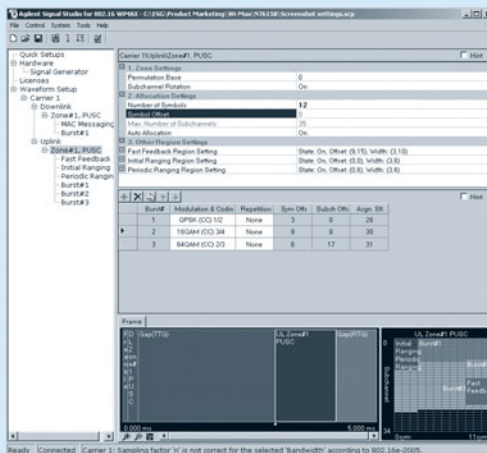 Agilent Signal Studio for 802.16 WiMAX - C:\ESG\Product Marketing\Wi-Max\N7615B\Screenshot settings.scp
File Control System Tools Help
Quick Setups
Hardware
Signal Generator
Licenses
Waveform Setup
Carrier 1
Downlink
Zone#1, PUSC
MAC Messaging
Burst#1
Uplink
Zone#1, PUSC
Fast Feedback
Initial Ranging
Periodic Rangin
Burst#1
Burst#2
Burst#3
Carrier 1\Uplink\Zone#1, PUSC
Hint
1. Zone Settings
Permutation Base 0
Subchannel Rotation On
2. Allocation Settings
Number of Symbols 12
Symbol Offset 0
Max. Number of Subchannels 35
Auto Allocation On
3. Other Region Settings
Fast Feedback Region Setting State: On, Offset: (9,15), Width: (3,10)
Initial Ranging Region Setting State: On, Offset: (0,0), Width: (3,6)
Periodic Ranging Region Setting State: On, Offset: (0,6), Width: (3,6)
Hint
Burst# Modulation & Codin Repetition Sym Offs Subch Offs Asgn. Slt
1 QPSK (CC) 1/2 None 3 0 26
2 16QAM (CC) 3/4 None 9 8 30
3 64QAM (CC) 2/3 None 6 17 31
Frame
Gap(TTG)
UL Zone#1
PUSC
Gap(RTG)
0.000 ms
5.000 ms
UL Zone#1 PUSC
0
Subchannel
34
Initial
Ranging
Burst#1
Periodic
Ranging
Fast
0sym
11sym
Ready Connected Carrier 1: Sampling factor 'n' is not correct for the selected 'Bandwidth' according to 802.16e-2005.